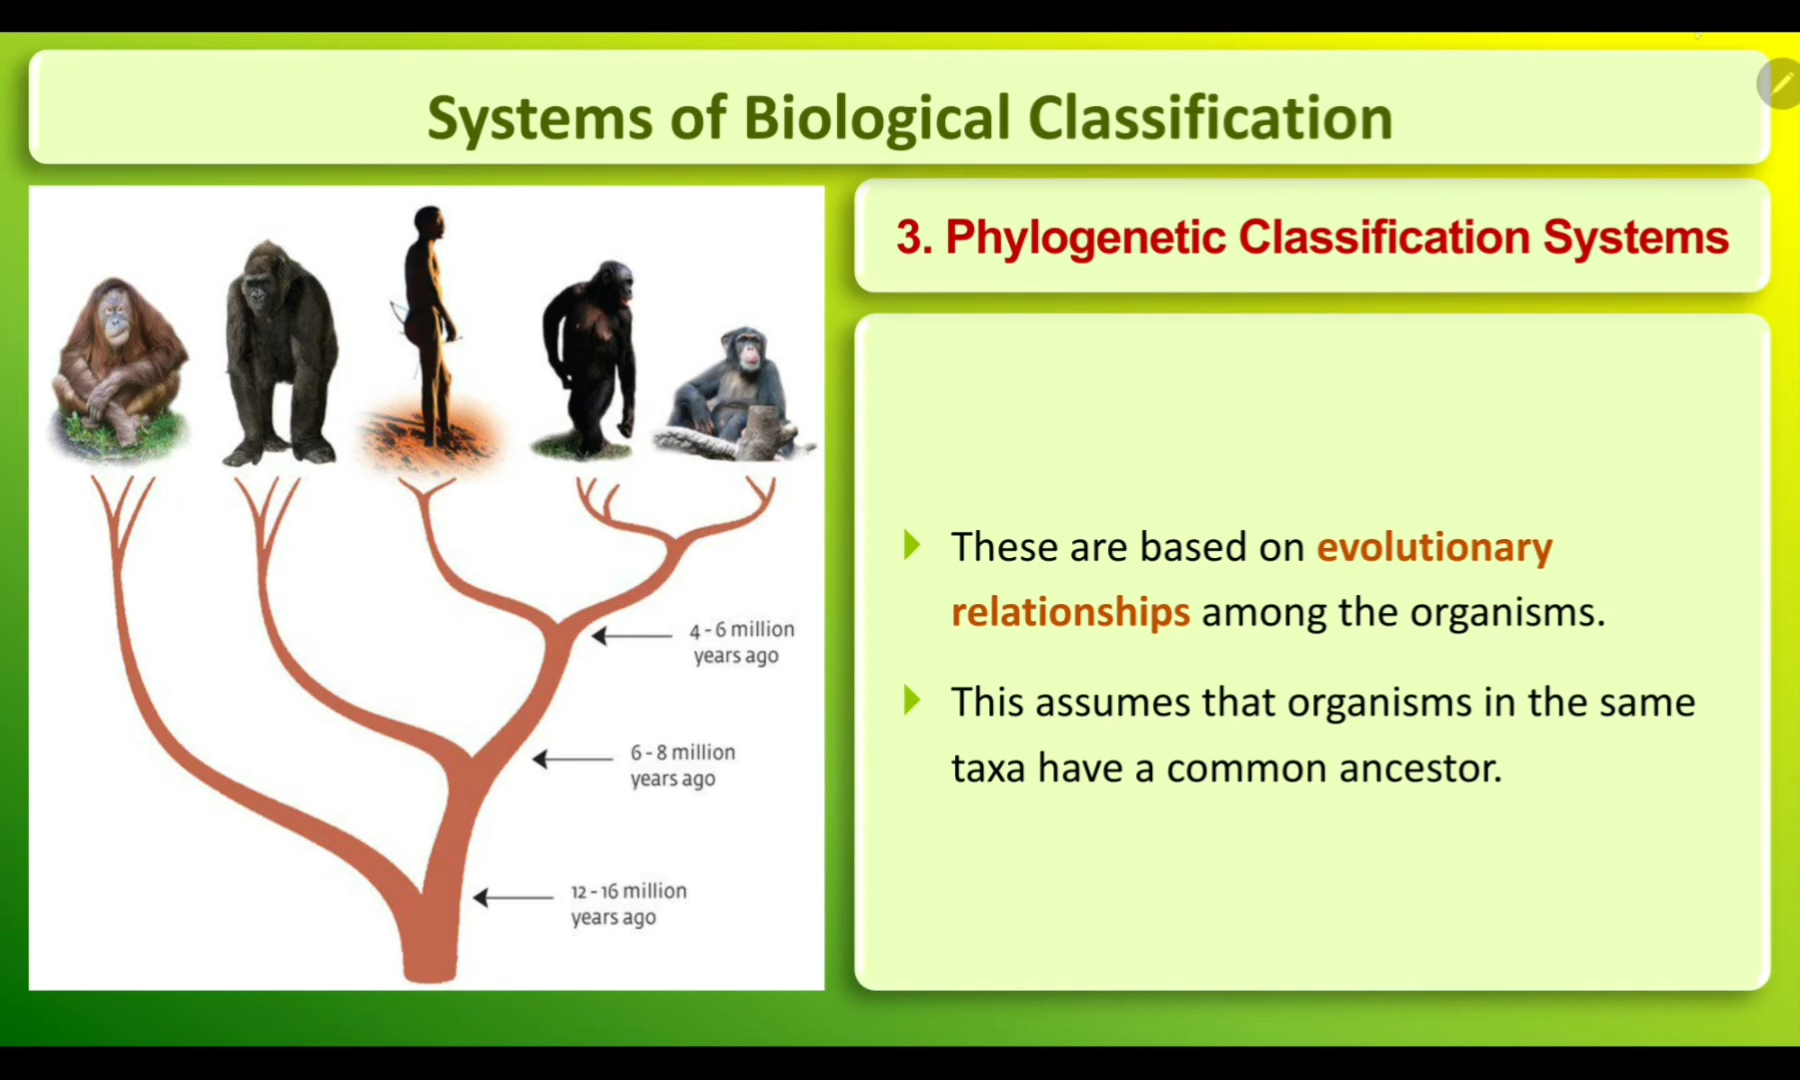 Systems of Biological Classification
3. Phylogenetic Classification Systems
4-6 million
years ago
6-8 million
years ago
12-16 million
years ago
These are based on evolutionary
relationships among the organisms.
This assumes that organisms in the same
taxa have a common ancestor.